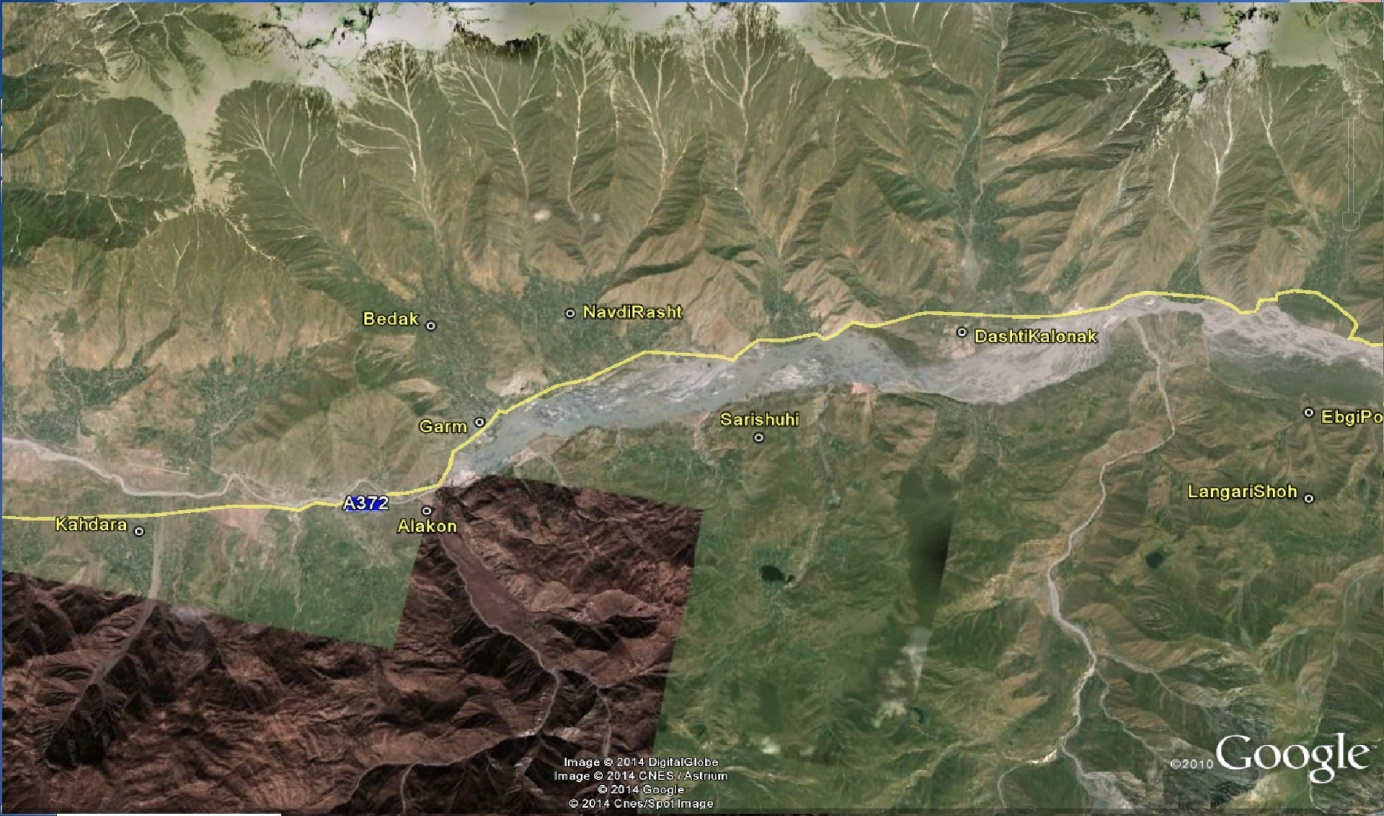 NavdiRasht
Bedak
DashtiKalonak
Garm
Sarishuhi
EbgiPo
LangariShoh
A372
Kahdara
Alakon
Image © 2014 DigitalGlobe
Image © 2014 CNES / Astrium
© 2014 Google
© 2014 Cnes/Spot Image
©2010 Google